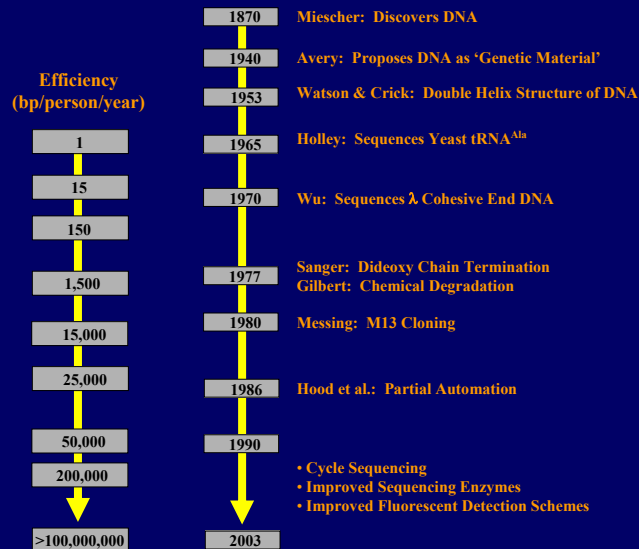 Efficiency
(bp/person/year)
1
15
150
1,500
15,000
25,000
50,000
200,000
>100,000,000
1870 Miescher: Discovers DNA
1940 Avery: Proposes DNA as ‘Genetic Material’
1953 Watson & Crick: Double Helix Structure of DNA
1965 Holley: Sequences Yeast tRNAAla
1970 Wu: Sequences λ Cohesive End DNA
1977 Sanger: Dideoxy Chain Termination
Gilbert: Chemical Degradation
1980 Messing: M13 Cloning
1986 Hood et al.: Partial Automation
1990
• Cycle Sequencing
• Improved Sequencing Enzymes
• Improved Fluorescent Detection Schemes
2003